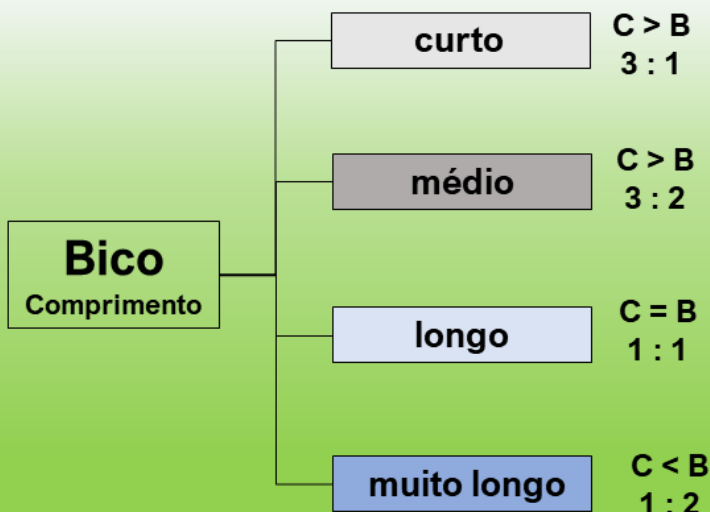 curto
C > B
3 : 1
médio
C > B
3 : 2
Bico
Comprimento
longo
C = B
1 : 1
muito longo
C < B
1 : 2